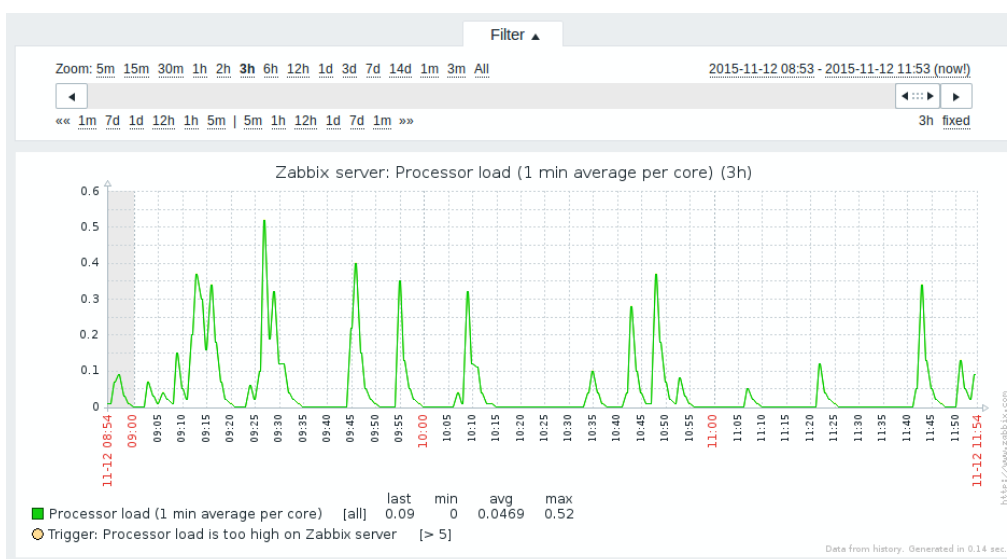 Filter ▲
Zoom: 5m 15m 30m 1h 2h 3h 6h 12h 1d 3d 7d 14d 1m 3m All 2015-11-12 08:53 - 2015-11-12 11:53 (now!)
«« 1m 7d 1d 12h 1h 5m | 5m 1h 12h 1d 7d 1m »» 3h fixed
Zabbix server: Processor load (1 min average per core) (3h)
0.6
0.5
0.4
0.3
0.2
0.1
0
11-12 08:54 09:00 09:05 09:10 09:15 09:20 09:25 09:30 09:35 09:40 09:45 09:50 09:55 10:00 10:05 10:10 10:15 10:20 10:25 10:30 10:35 10:40 10:45 10:50 10:55 11:00 11:05 11:10 11:15 11:20 11:25 11:30 11:35 11:40 11:45 11:50 11-12 11:54
last min avg max
Processor load (1 min average per core) [all] 0.09 0 0.0469 0.52
Trigger: Processor load is too high on Zabbix server [> 5]
http://www.zabbix.com
Data from history. Generated in 0.14 sec.